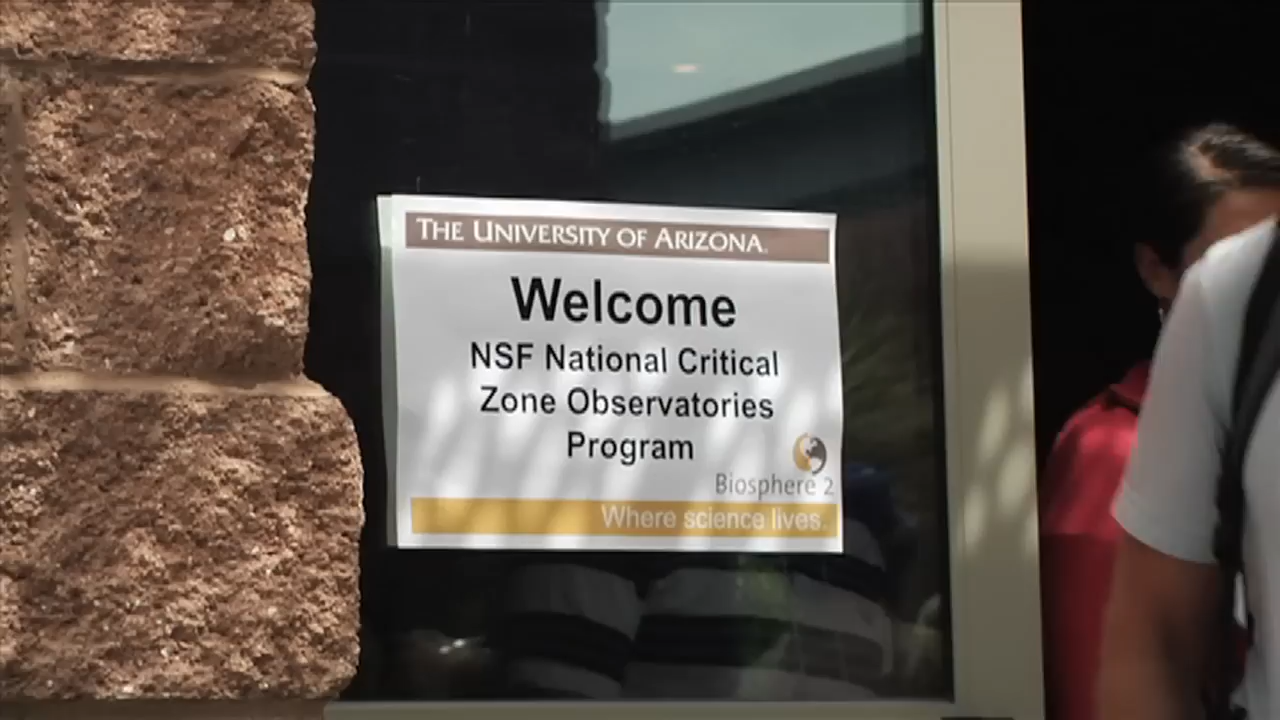 THE UNIVERSITY OF ARIZONA.
Welcome
NSF National Critical
Zone Observatories
Program
Biosphere 2
Where science lives.